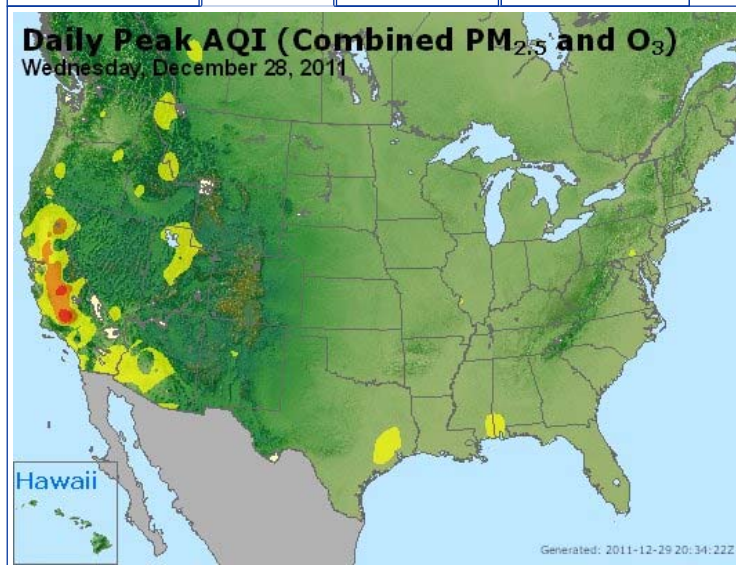 Daily Peak AQI (Combined PM₂.₅ and O₃)
Wednesday, December 28, 2011
Hawaii
Generated: 2011-12-29 20:34:22Z